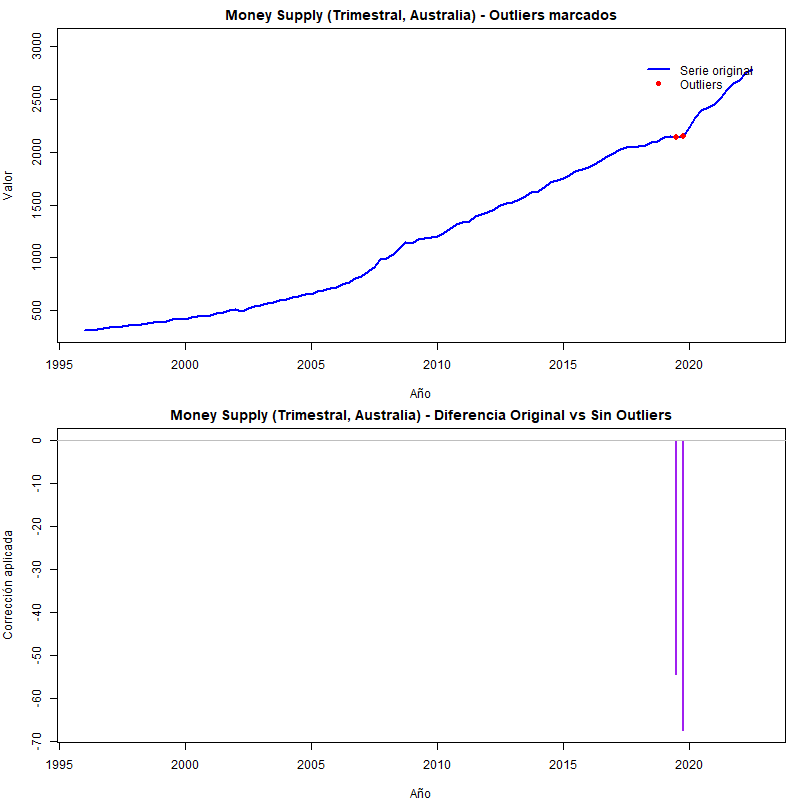 Money Supply (Trimestral, Australia) - Outliers marcados
Valor
3000
2500
2000
1500
1000
500
Serie original
Outliers
1995 2000 2005 2010 2015 2020
Año
Money Supply (Trimestral, Australia) - Diferencia Original vs Sin Outliers
Corrección aplicada
0
-10
-20
-30
-40
-50
-60
-70
1995 2000 2005 2010 2015 2020
Año